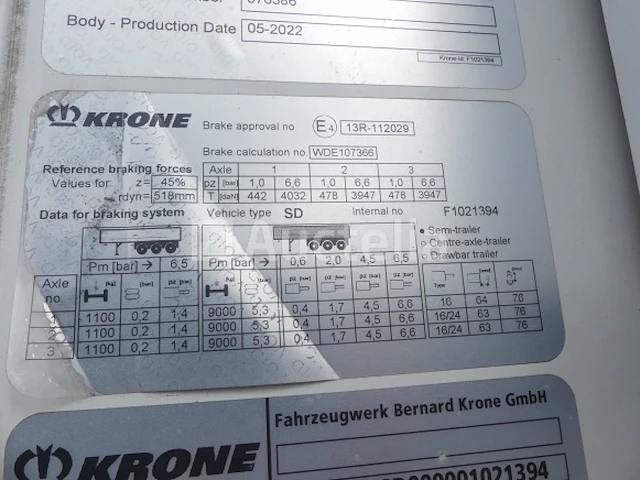 070386
Body - Production Date 05-2022
Krone-Id: F1021394
KRONE
Brake approval no E4 13R-112029
Brake calculation no WDE107366
Reference braking forces
Values for z= 45%
rdyn= 518mm
Axle 1 2 3
pz [bar] 1,0 6,6 1,0 6,6 1,0 6,6
T [daN] 442 4032 478 3947 478 3947
Data for braking system Vehicle type SD Internal no F1021394
Semi-trailer
Centre-axle-trailer
Drawbar trailer
Pm [bar] → 6,5 Pm [bar] → 0,6 2,0 4,5 6,5
Axle no. [kg] Type
1 1100 0,2 1,4 9000 5,3 0,4 1,7 4,5 6,6 16 64 76
2 1100 0,2 1,4 9000 5,3 0,4 1,7 4,5 6,6 16/24 63 76
3 1100 0,2 1,4 9000 5,3 0,4 1,7 4,5 6,6 16/24 63 76
KRONE
Fahrzeugwerk Bernard Krone GmbH
000001021394